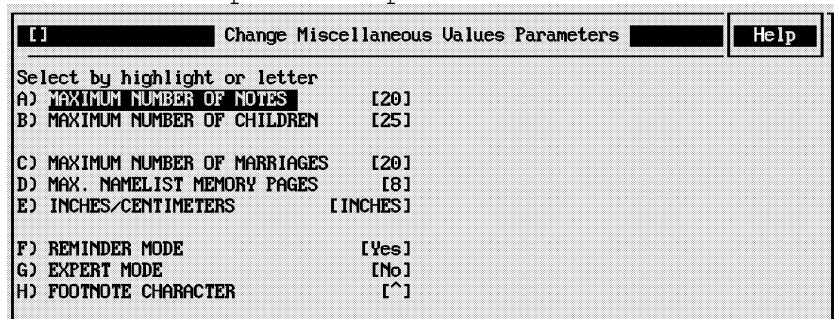 [] Change Miscellaneous Values Parameters Help
Select by highlight or letter
A) MAXIMUM NUMBER OF NOTES [20]
B) MAXIMUM NUMBER OF CHILDREN [25]
C) MAXIMUM NUMBER OF MARRIAGES [20]
D) MAX. NAMELIST MEMORY PAGES [8]
E) INCHES/CENTIMETERS [INCHES]
F) REMINDER MODE [Yes]
G) EXPERT MODE [No]
H) FOOTNOTE CHARACTER [^]